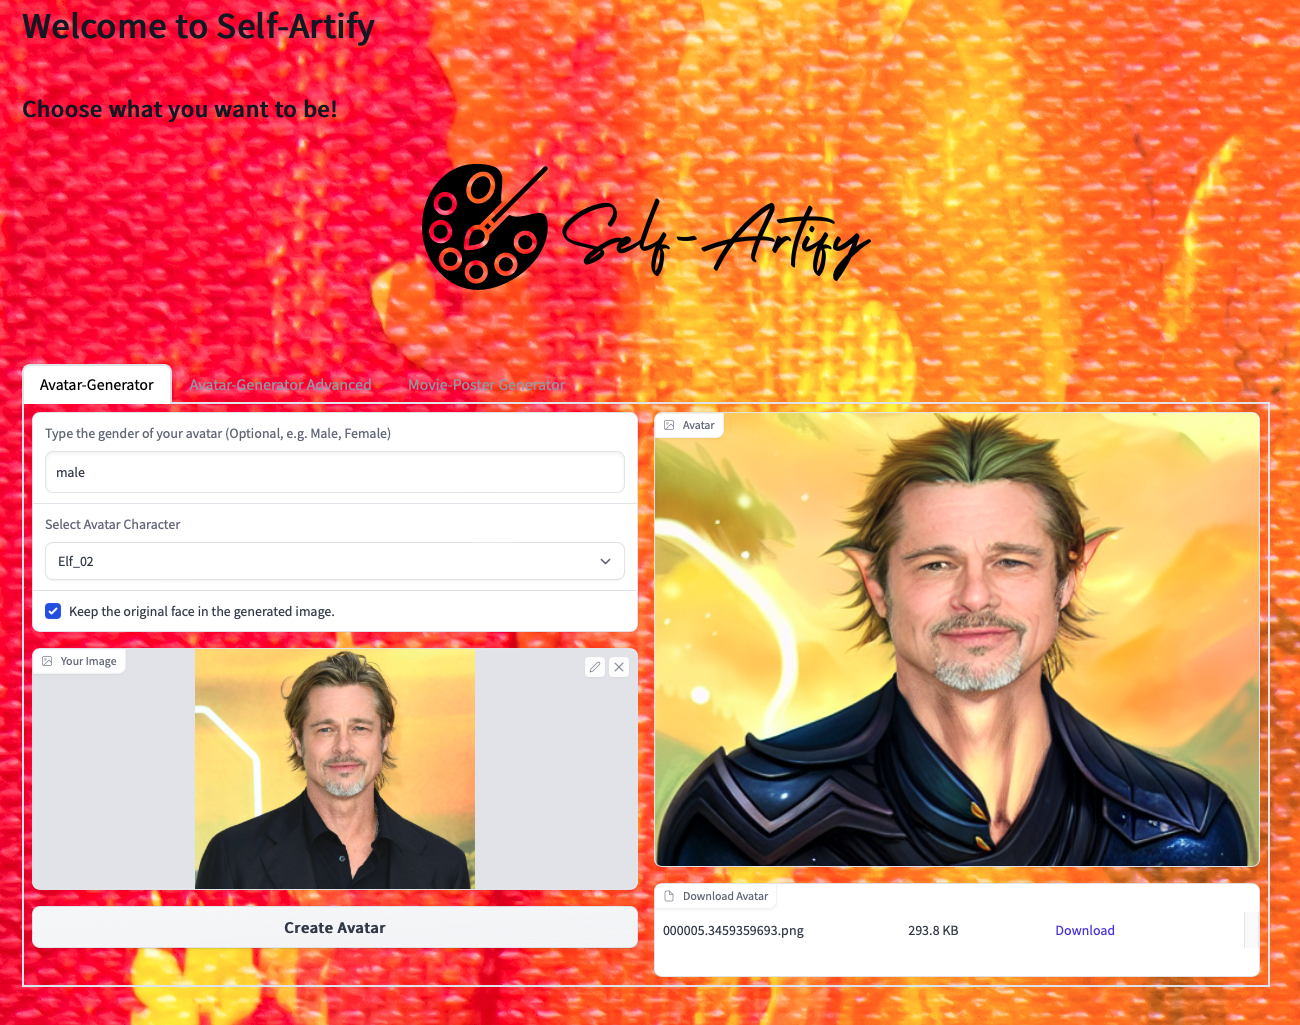 Welcome to Self-Artify
Choose what you want to be!
Self-Artify
Avatar-Generator
Avatar-Generator Advanced
Movie-Poster Generator
Type the gender of your avatar (Optional, e.g. Male, Female)
male
Select Avatar Character
Elf_02
Keep the original face in the generated image.
Your Image
Create Avatar
Avatar
Download Avatar
000005.3459359693.png 293.8 KB Download